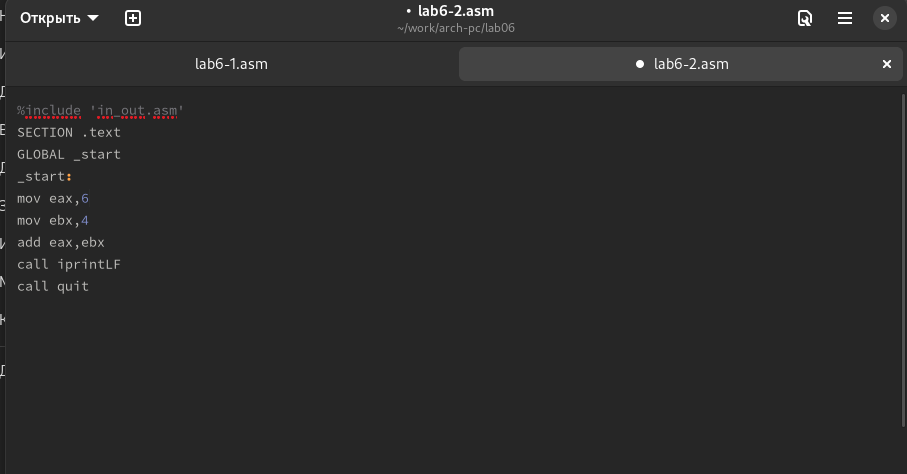 Открыть
• lab6-2.asm
~/work/arch-pc/lab06
lab6-1.asm
● lab6-2.asm
%include 'in_out.asm'
SECTION .text
GLOBAL _start
_start:
mov eax,6
mov ebx,4
add eax,ebx
call iprintLF
call quit